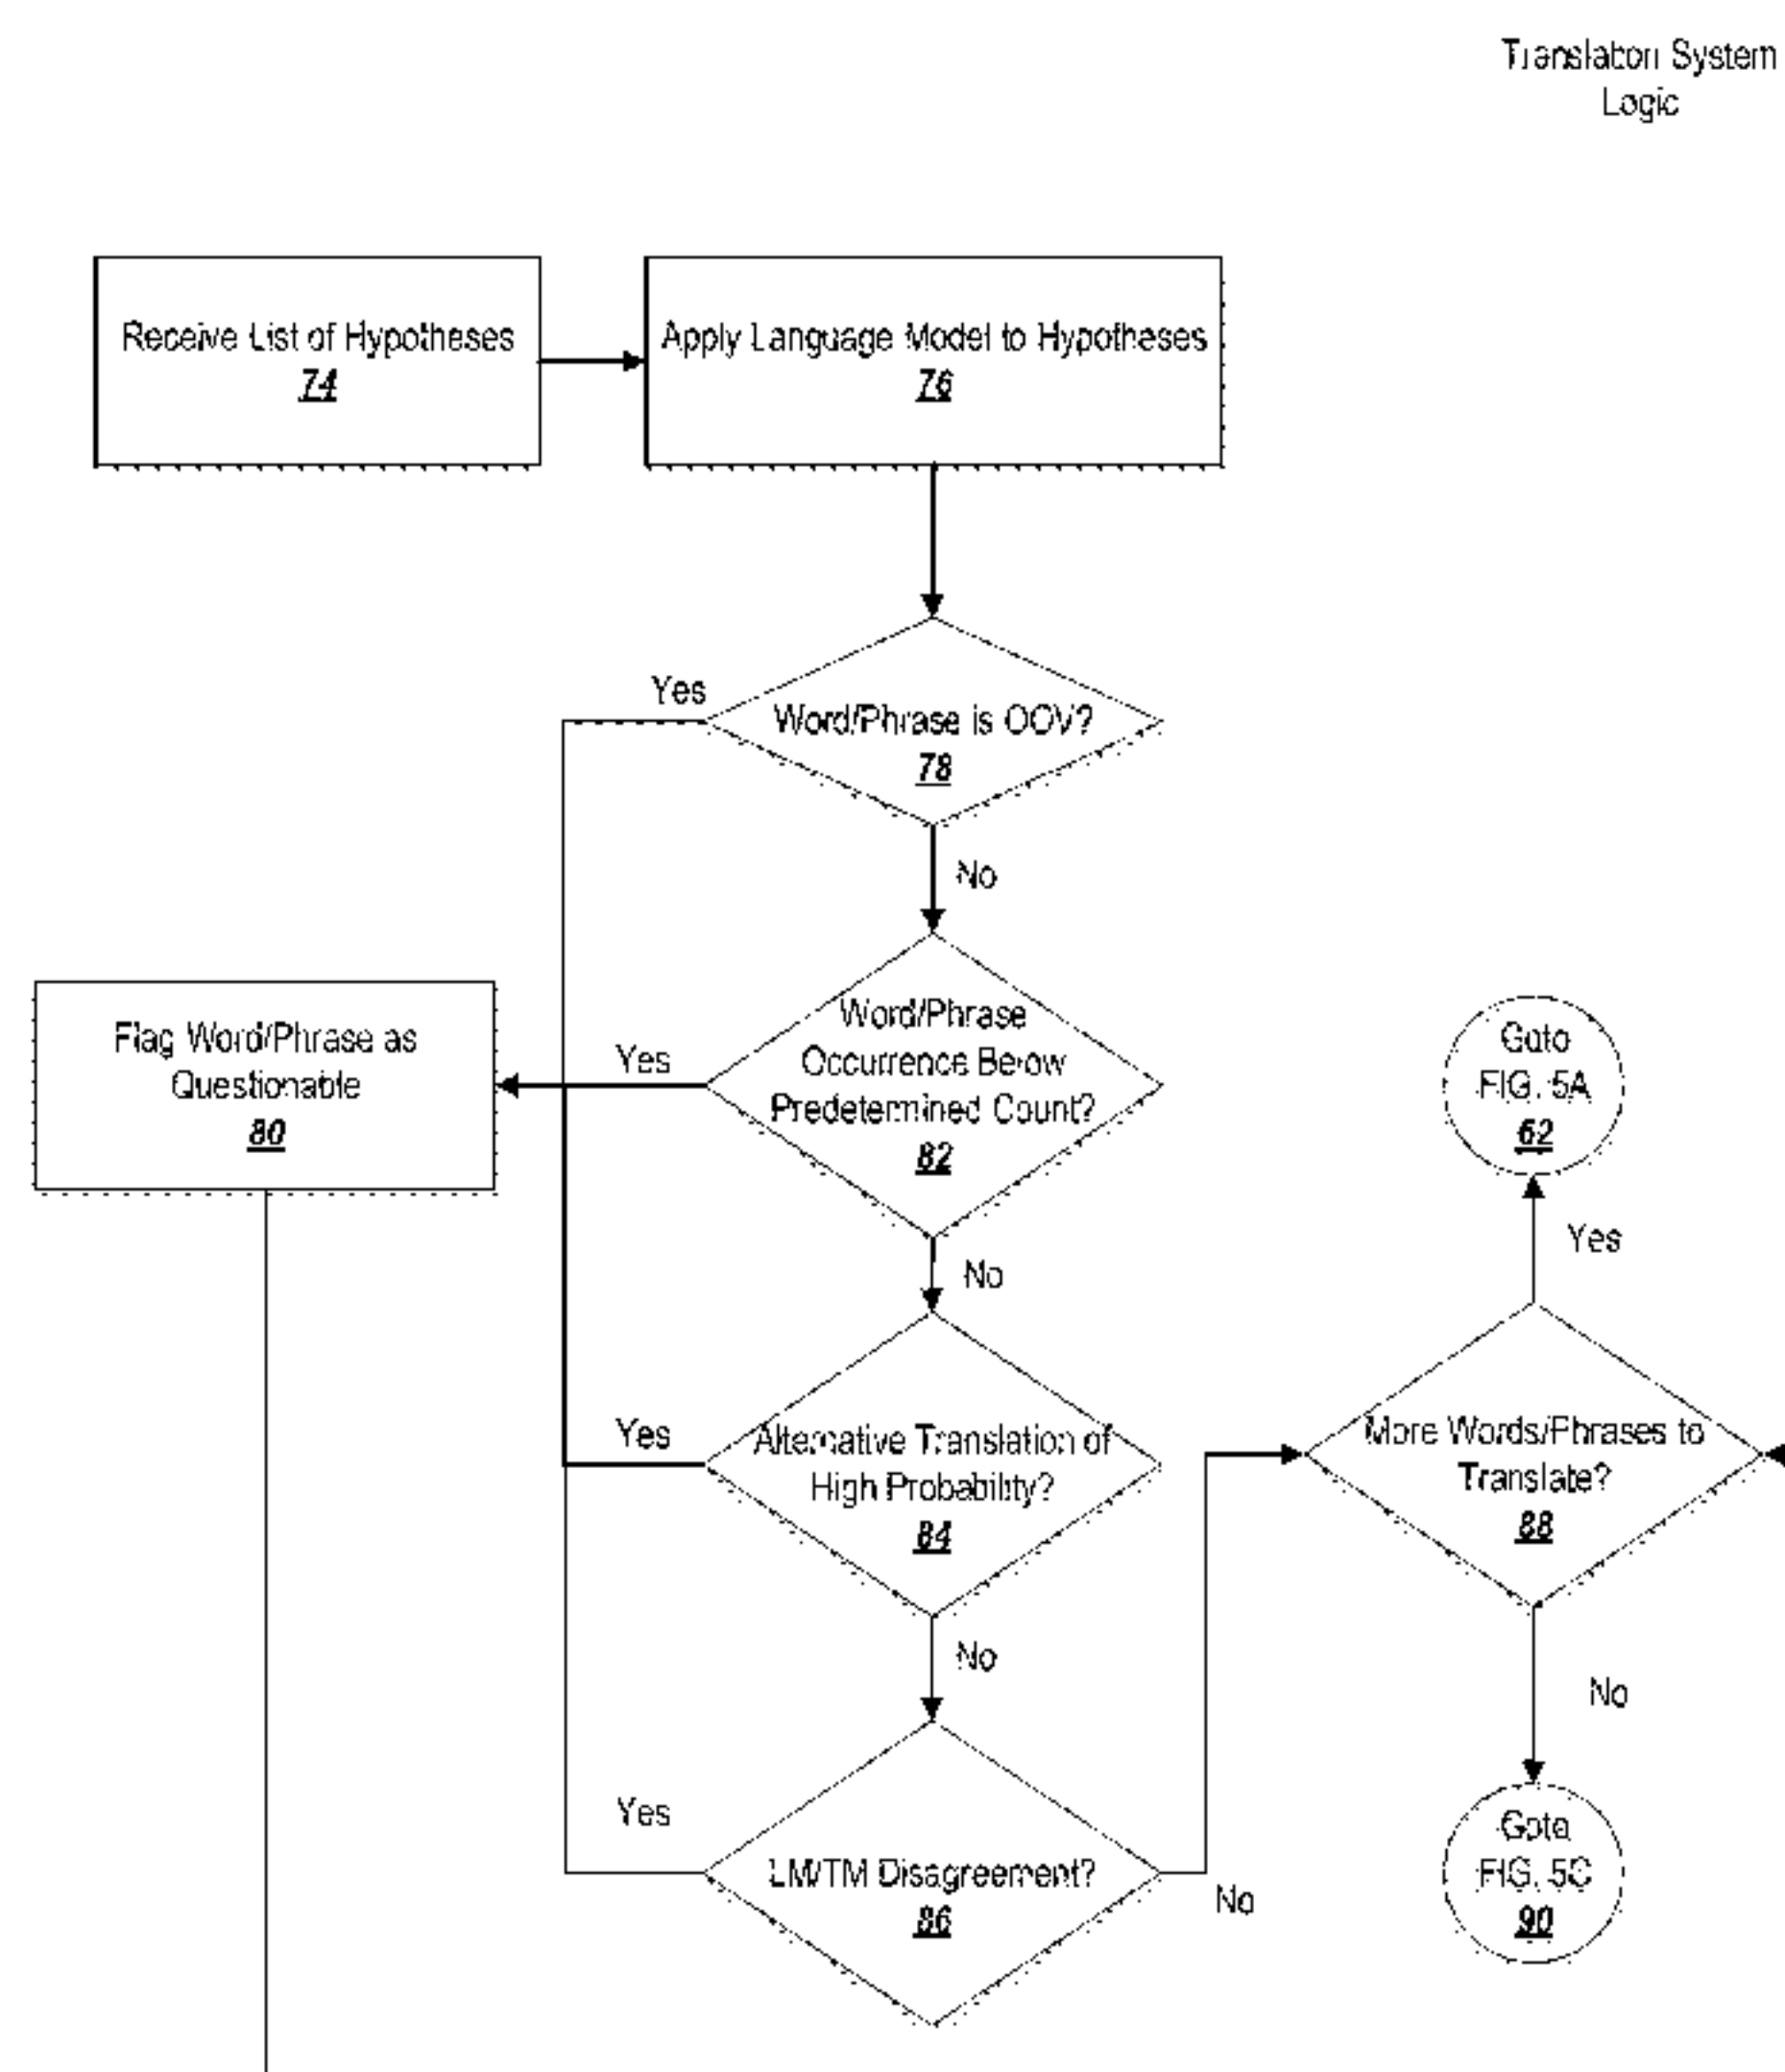 Translation System
Logic
Receive List of Hypotheses
74
Apply Language Model to Hypotheses
76
Yes
Word/Phrase is OOV?
78
No
Flag Word/Phrase as
Questionable
80
Yes
Word/Phrase
Occurrence Below
Predetermined Count?
82
Goto
FIG. 5A
62
Yes
No
Yes
Alternative Translation of
High Probability?
84
More Words/Phrases to
Translate?
88
No
No
Yes
LM/TM Disagreement?
86
No
Goto
FIG. 5C
90